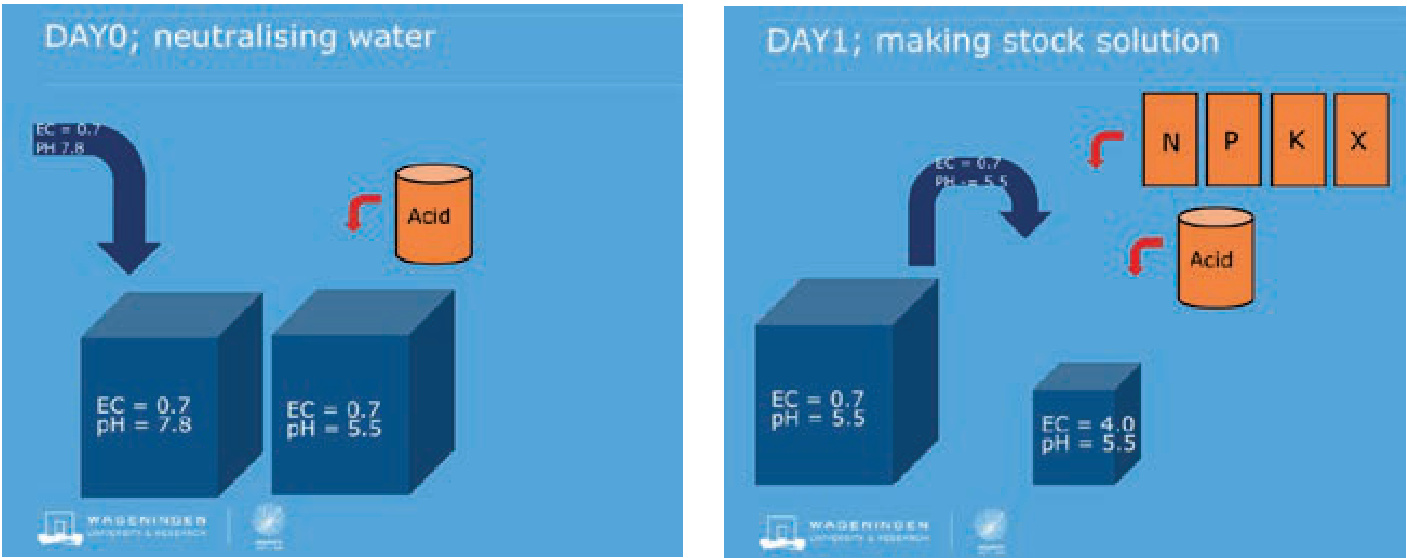 DAY0; neutralising water
EC = 0.7
PH 7.8
Acid
EC = 0.7
pH = 7.8
EC = 0.7
pH = 5.5
WAGENINGEN
UNIVERSITY & RESEARCH
DAY1; making stock solution
N P K X
EC = 0.7
PH -= 5.5
Acid
EC = 0.7
pH = 5.5
EC = 4.0
pH = 5.5
WAGENINGEN
UNIVERSITY & RESEARCH